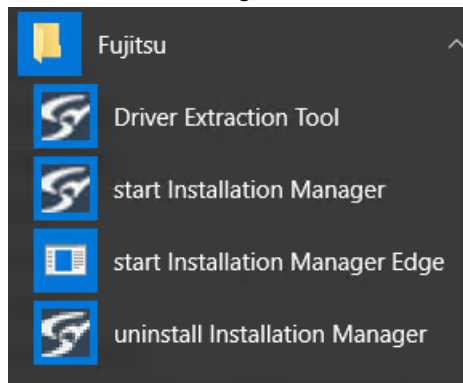 Fujitsu
Driver Extraction Tool
start Installation Manager
start Installation Manager Edge
uninstall Installation Manager